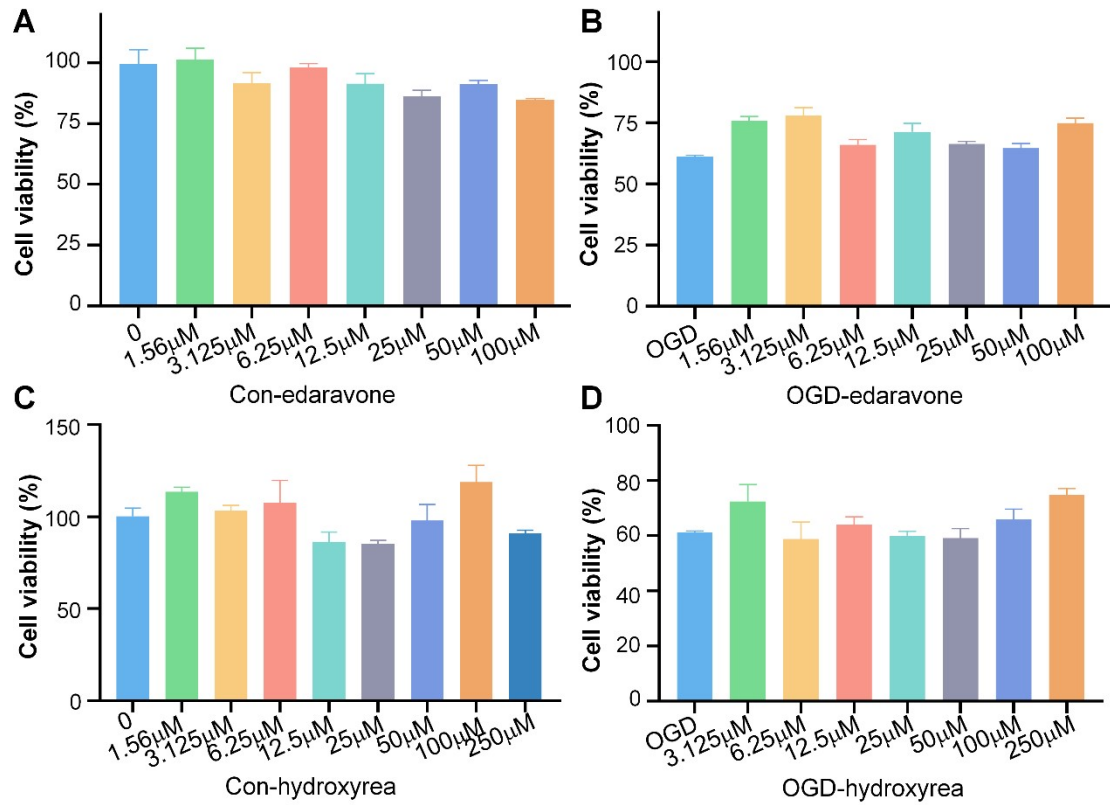 A
Cell viability (%)
100
75
50
25
0
0
1.56μM
3.125μM
6.25μM
12.5μM
25μM
50μM
100μM
Con-edaravone
B
Cell viability (%)
100
75
50
25
0
OGD
1.56μM
3.125μM
6.25μM
12.5μM
25μM
50μM
100μM
OGD-edaravone
C
Cell viability (%)
150
100
50
0
0
1.56μM
3.125μM
6.25μM
12.5μM
25μM
50μM
100μM
250μM
Con-hydroxyrea
D
Cell viability (%)
100
80
60
40
20
0
OGD
3.125μM
6.25μM
12.5μM
25μM
50μM
100μM
250μM
OGD-hydroxyrea